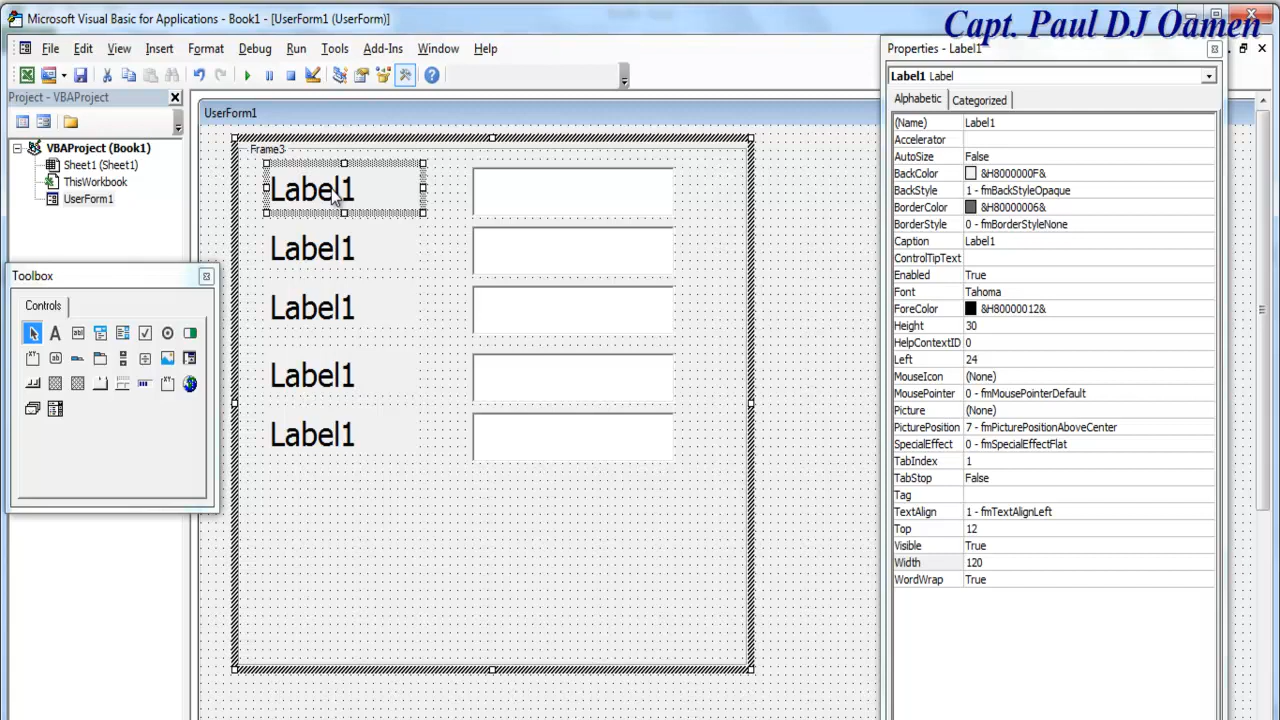 Microsoft Visual Basic for Applications - Book1 - [UserForm1 (UserForm)]
Capt. Paul DJ Oamen
File Edit View Insert Format Debug Run Tools Add-Ins Window Help
Project - VBAProject
VBAProject (Book1)
Sheet1 (Sheet1)
ThisWorkbook
UserForm1
Toolbox
Controls
UserForm1
Frame3
Label1
Label1
Label1
Label1
Label1
Properties - Label1
Label1 Label
Alphabetic Categorized
(Name) Label1
Accelerator
AutoSize False
BackColor &H8000000F&
BackStyle 1 - fmBackStyleOpaque
BorderColor &H80000006&
BorderStyle 0 - fmBorderStyleNone
Caption Label1
ControlTipText
Enabled True
Font Tahoma
ForeColor &H80000012&
Height 30
HelpContextID 0
Left 24
MouseIcon (None)
MousePointer 0 - fmMousePointerDefault
Picture (None)
PicturePosition 7 - fmPicturePositionAboveCenter
SpecialEffect 0 - fmSpecialEffectFlat
TabIndex 1
TabStop False
Tag
TextAlign 1 - fmTextAlignLeft
Top 12
Visible True
Width 120
WordWrap True